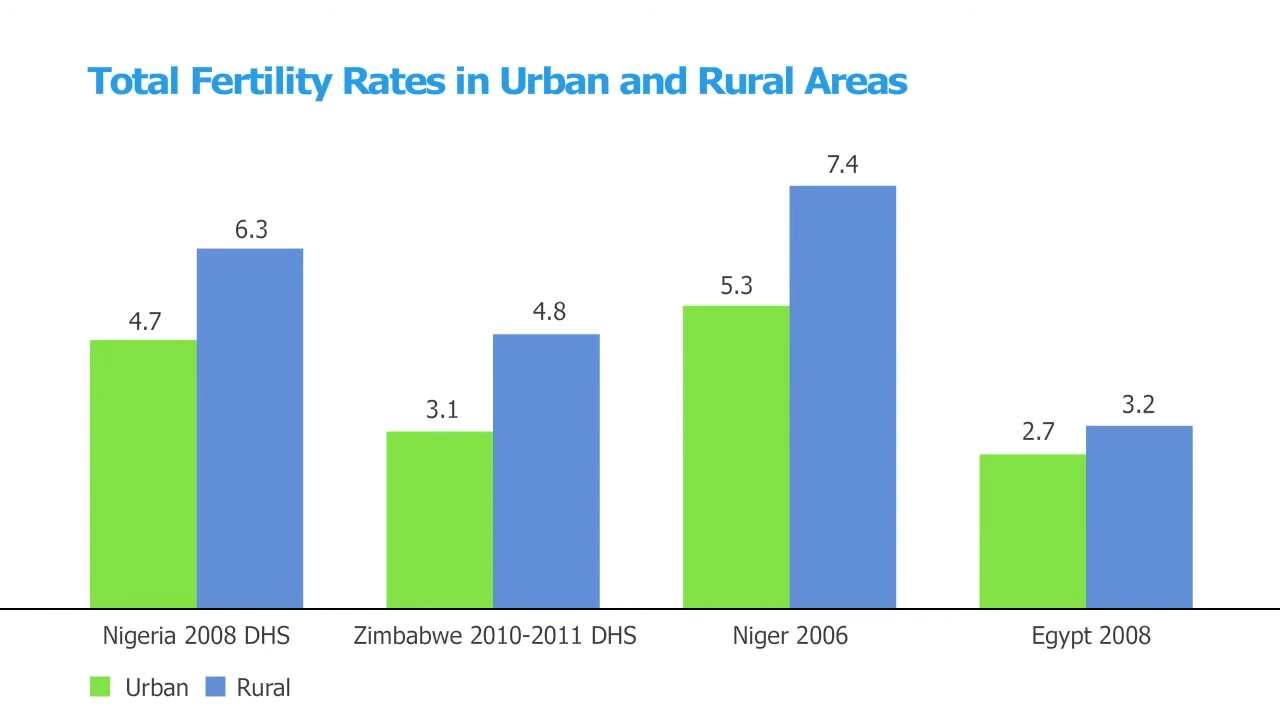 Total Fertility Rates in Urban and Rural Areas
7.4
6.3
5.3
4.8
4.7
3.2
3.1
2.7
Nigeria 2008 DHS
Zimbabwe 2010-2011 DHS
Niger 2006
Egypt 2008
Urban
Rural